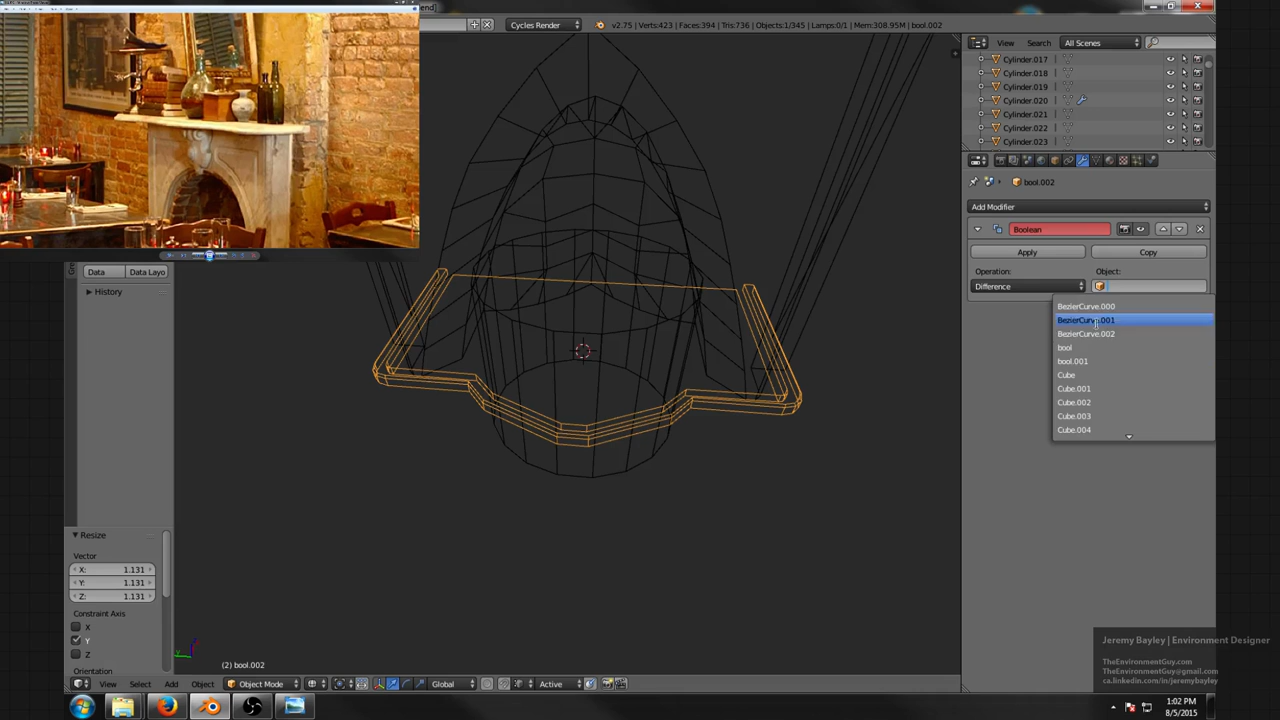 Cycles Render
v2.75 | Verts:423 | Faces:394 | Tris:736 | Objects:1/345 | Lamps:0/1 | Mem:308.95M | bool.002
View Search All Scenes
Cylinder.017
Cylinder.018
Cylinder.019
Cylinder.020
Cylinder.021
Cylinder.022
Cylinder.023
bool.002
Add Modifier
Boolean
Apply Copy
Operation: Object:
Difference
BezierCurve.000
BezierCurve.001
BezierCurve.002
bool
bool.001
Cube
Cube.001
Cube.002
Cube.003
Cube.004
Data Data Layo
History
Resize
Vector
X: 1.131
Y: 1.131
Z: 1.131
Constraint Axis
X
Y
Z
Orientation
(2) bool.002
View Select Add Object Object Mode Global Active
Jeremy Bayley | Environment Designer
TheEnvironmentGuy.com
TheEnvironmentGuy@gmail.com
ca.linkedin.com/in/jeremybayley
1:02 PM
8/5/2015